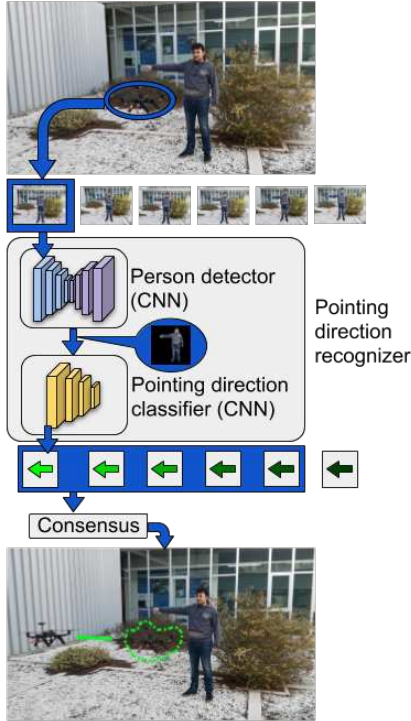 Person detector
(CNN)
Pointing
direction
recognizer
Pointing direction
classifier (CNN)
Consensus